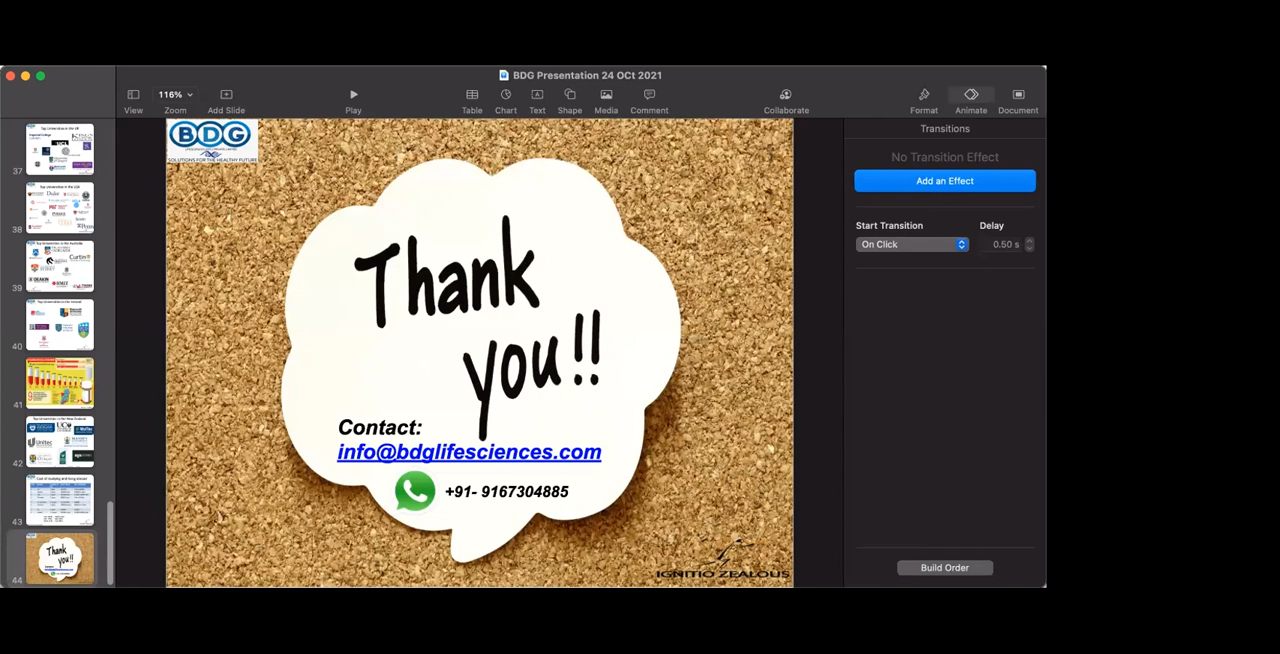 BDG Presentation 24 OCt 2021
116%
View
Zoom
Add Slide
Play
Table
Chart
Text
Shape
Media
Comment
Collaborate
Format
Animate
Document
37
38
39
40
41
42
43
44
BDG
SOLUTIONS FOR THE HEALTHY FUTURE
Thank
you!!
Contact:
info@bdglifesciences.com
+91- 9167304885
IGNITIO ZEALOUS
Transitions
No Transition Effect
Add an Effect
Start Transition
Delay
On Click
0.50 s
Build Order